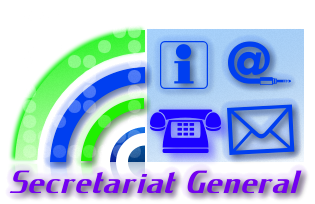 i @
Secretariat General